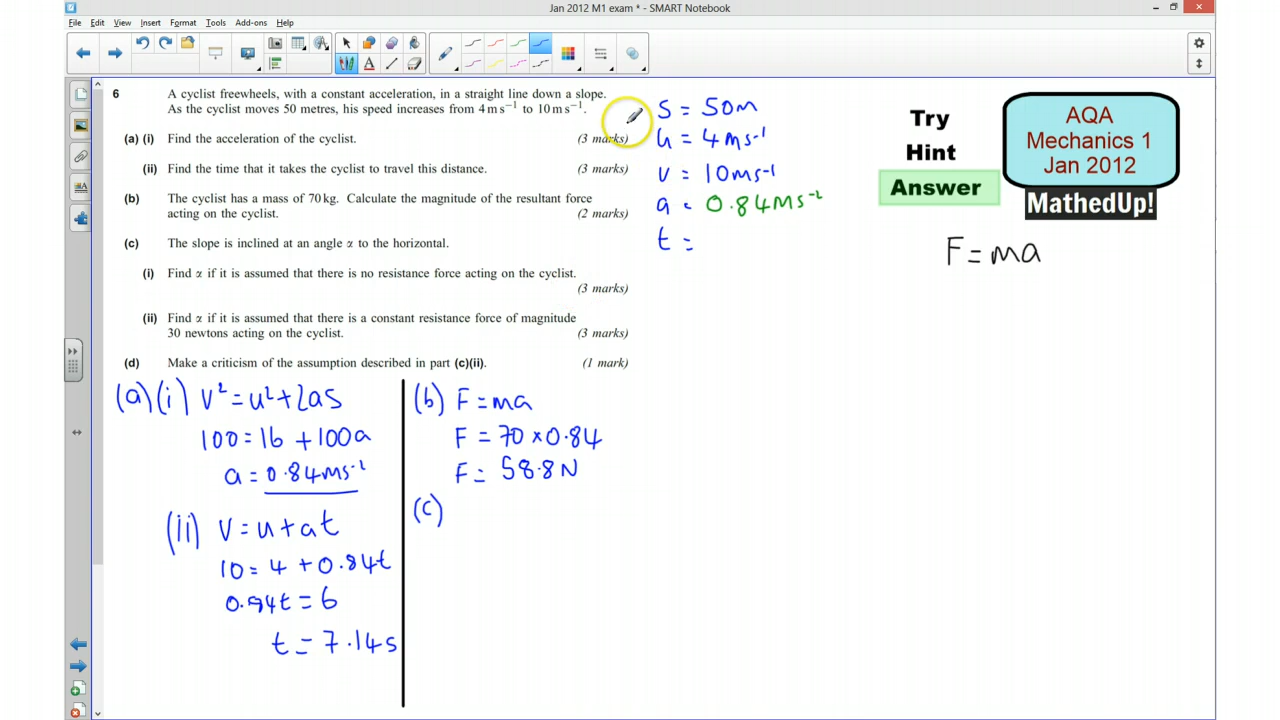 Jan 2012 M1 exam * - SMART Notebook
File Edit View Insert Format Tools Add-ons Help
6 A cyclist freewheels, with a constant acceleration, in a straight line down a slope.
As the cyclist moves 50 metres, his speed increases from 4 m s⁻¹ to 10 m s⁻¹.
(a) (i) Find the acceleration of the cyclist. (3 marks)
(ii) Find the time that it takes the cyclist to travel this distance. (3 marks)
(b) The cyclist has a mass of 70 kg. Calculate the magnitude of the resultant force
acting on the cyclist. (2 marks)
(c) The slope is inclined at an angle α to the horizontal.
(i) Find α if it is assumed that there is no resistance force acting on the cyclist.
(3 marks)
(ii) Find α if it is assumed that there is a constant resistance force of magnitude
30 newtons acting on the cyclist. (3 marks)
(d) Make a criticism of the assumption described in part (c)(ii). (1 mark)
s = 50m
u = 4ms⁻¹
v = 10ms⁻¹
a = 0.84ms⁻²
t =
Try
Hint
Answer
AQA
Mechanics 1
Jan 2012
MathedUp!
F = ma
(a)(i) v² = u² + 2as
100 = 16 + 100a
a = 0.84ms⁻²
(ii) v = u + at
10 = 4 + 0.84t
0.84t = 6
t = 7.14s
(b) F = ma
F = 70 × 0.84
F = 58.8N
(c)